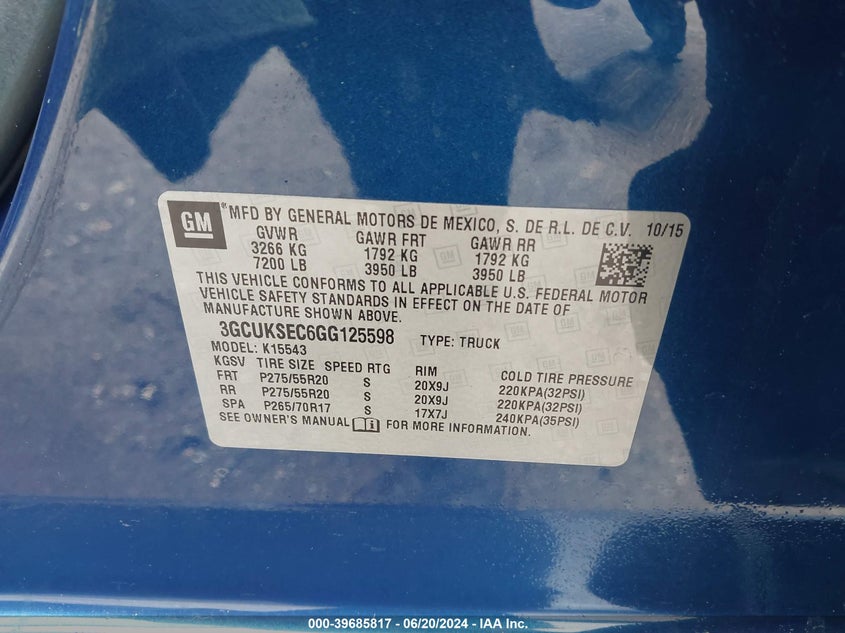 GM
® MFD BY GENERAL MOTORS DE MEXICO, S. DE R.L. DE C.V. 10/15
GVWR GAWR FRT GAWR RR
3266 KG 1792 KG 1792 KG
7200 LB 3950 LB 3950 LB
THIS VEHICLE CONFORMS TO ALL APPLICABLE U.S. FEDERAL MOTOR
VEHICLE SAFETY STANDARDS IN EFFECT ON THE DATE OF
MANUFACTURE SHOWN ABOVE.
3GCUKSEC6GG125598 TYPE: TRUCK
MODEL: K15543
KGSV TIRE SIZE SPEED RTG RIM COLD TIRE PRESSURE
FRT P275/55R20 S 20X9J 220KPA(32PSI)
RR P275/55R20 S 20X9J 220KPA(32PSI)
SPA P265/70R17 S 17X7J 240KPA(35PSI)
SEE OWNER'S MANUAL FOR MORE INFORMATION.
000-39685817 - 06/20/2024 - IAA Inc.